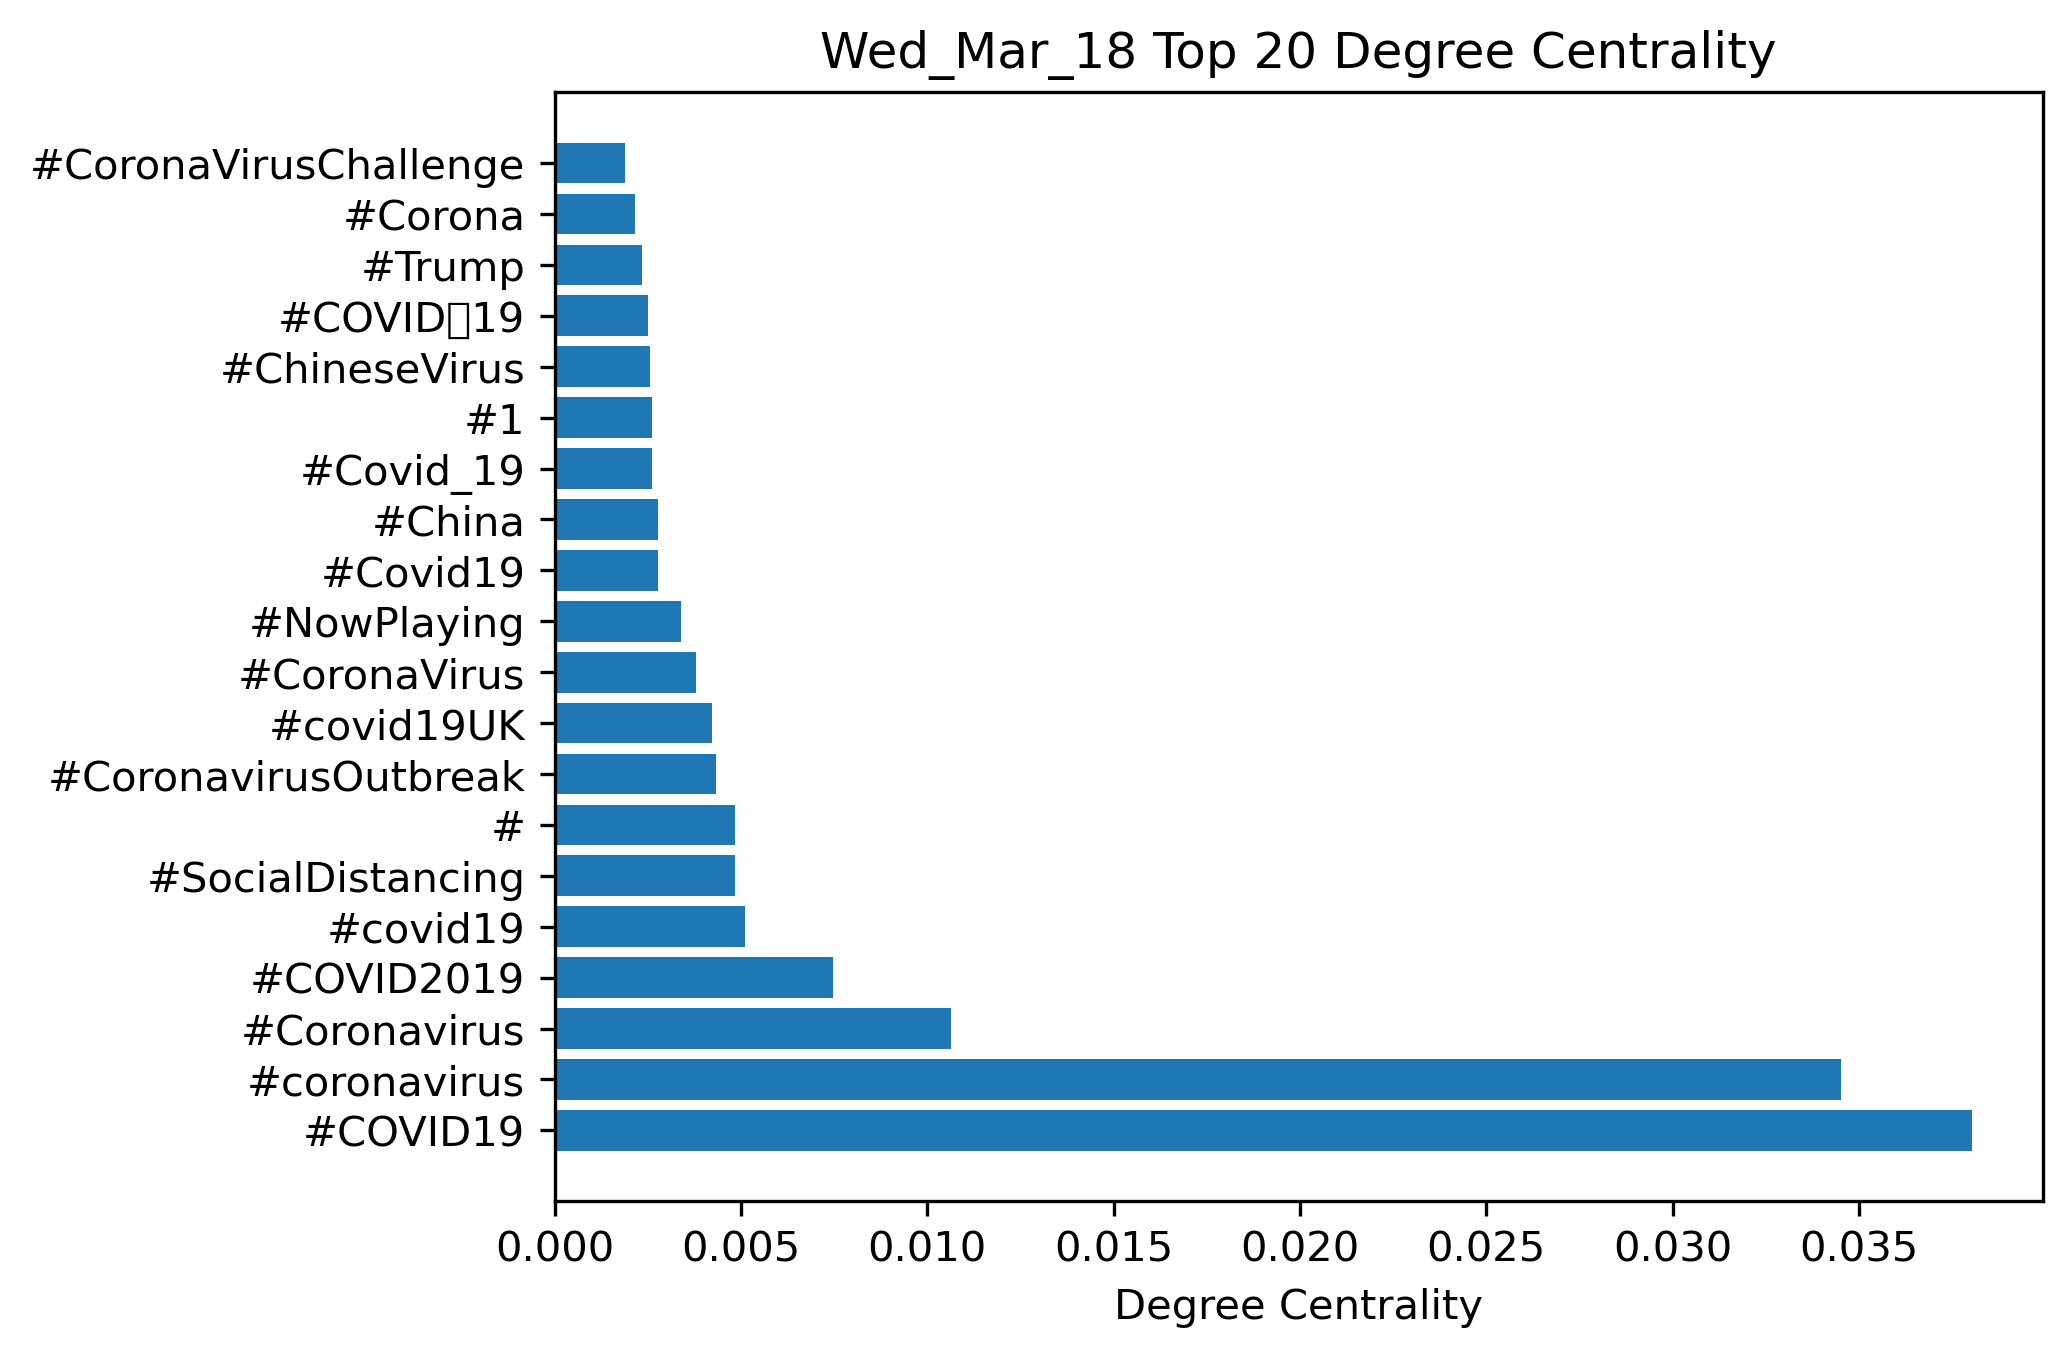 Wed_Mar_18 Top 20 Degree Centrality
#CoronaVirusChallenge
#Corona
#Trump
#COVID▯19
#ChineseVirus
#1
#Covid_19
#China
#Covid19
#NowPlaying
#CoronaVirus
#covid19UK
#CoronavirusOutbreak
#
#SocialDistancing
#covid19
#COVID2019
#Coronavirus
#coronavirus
#COVID19
0.000 0.005 0.010 0.015 0.020 0.025 0.030 0.035
Degree Centrality